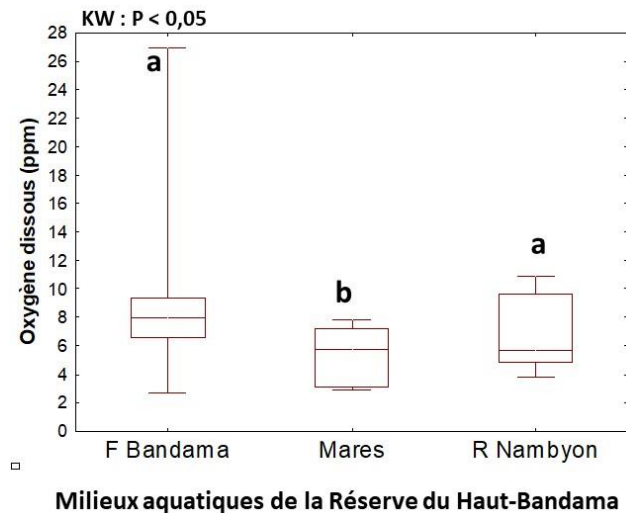 KW : P < 0,05
Oxygène dissous (ppm)
28
26
24
22
20
18
16
14
12
10
8
6
4
2
0
a
b
a
F Bandama Mares R Nambyon
Milieux aquatiques de la Réserve du Haut-Bandama